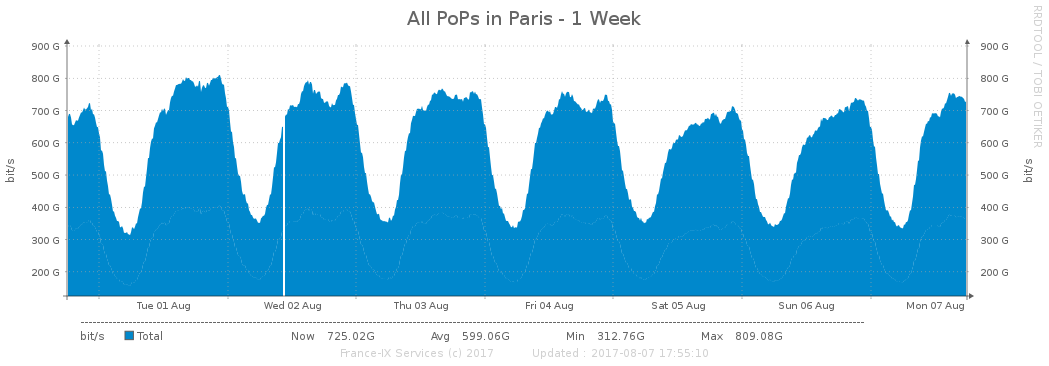 All PoPs in Paris - 1 Week
RRDTOOL / TOBI OETIKER
900 G 900 G
800 G 800 G
700 G 700 G
600 G 600 G
500 G 500 G
400 G 400 G
300 G 300 G
200 G 200 G
bit/s bit/s
Tue 01 Aug Wed 02 Aug Thu 03 Aug Fri 04 Aug Sat 05 Aug Sun 06 Aug Mon 07 Aug
bit/s Total Now 725.02G Avg 599.06G Min 312.76G Max 809.08G
France-IX Services (c) 2017 Updated : 2017-08-07 17:55:10